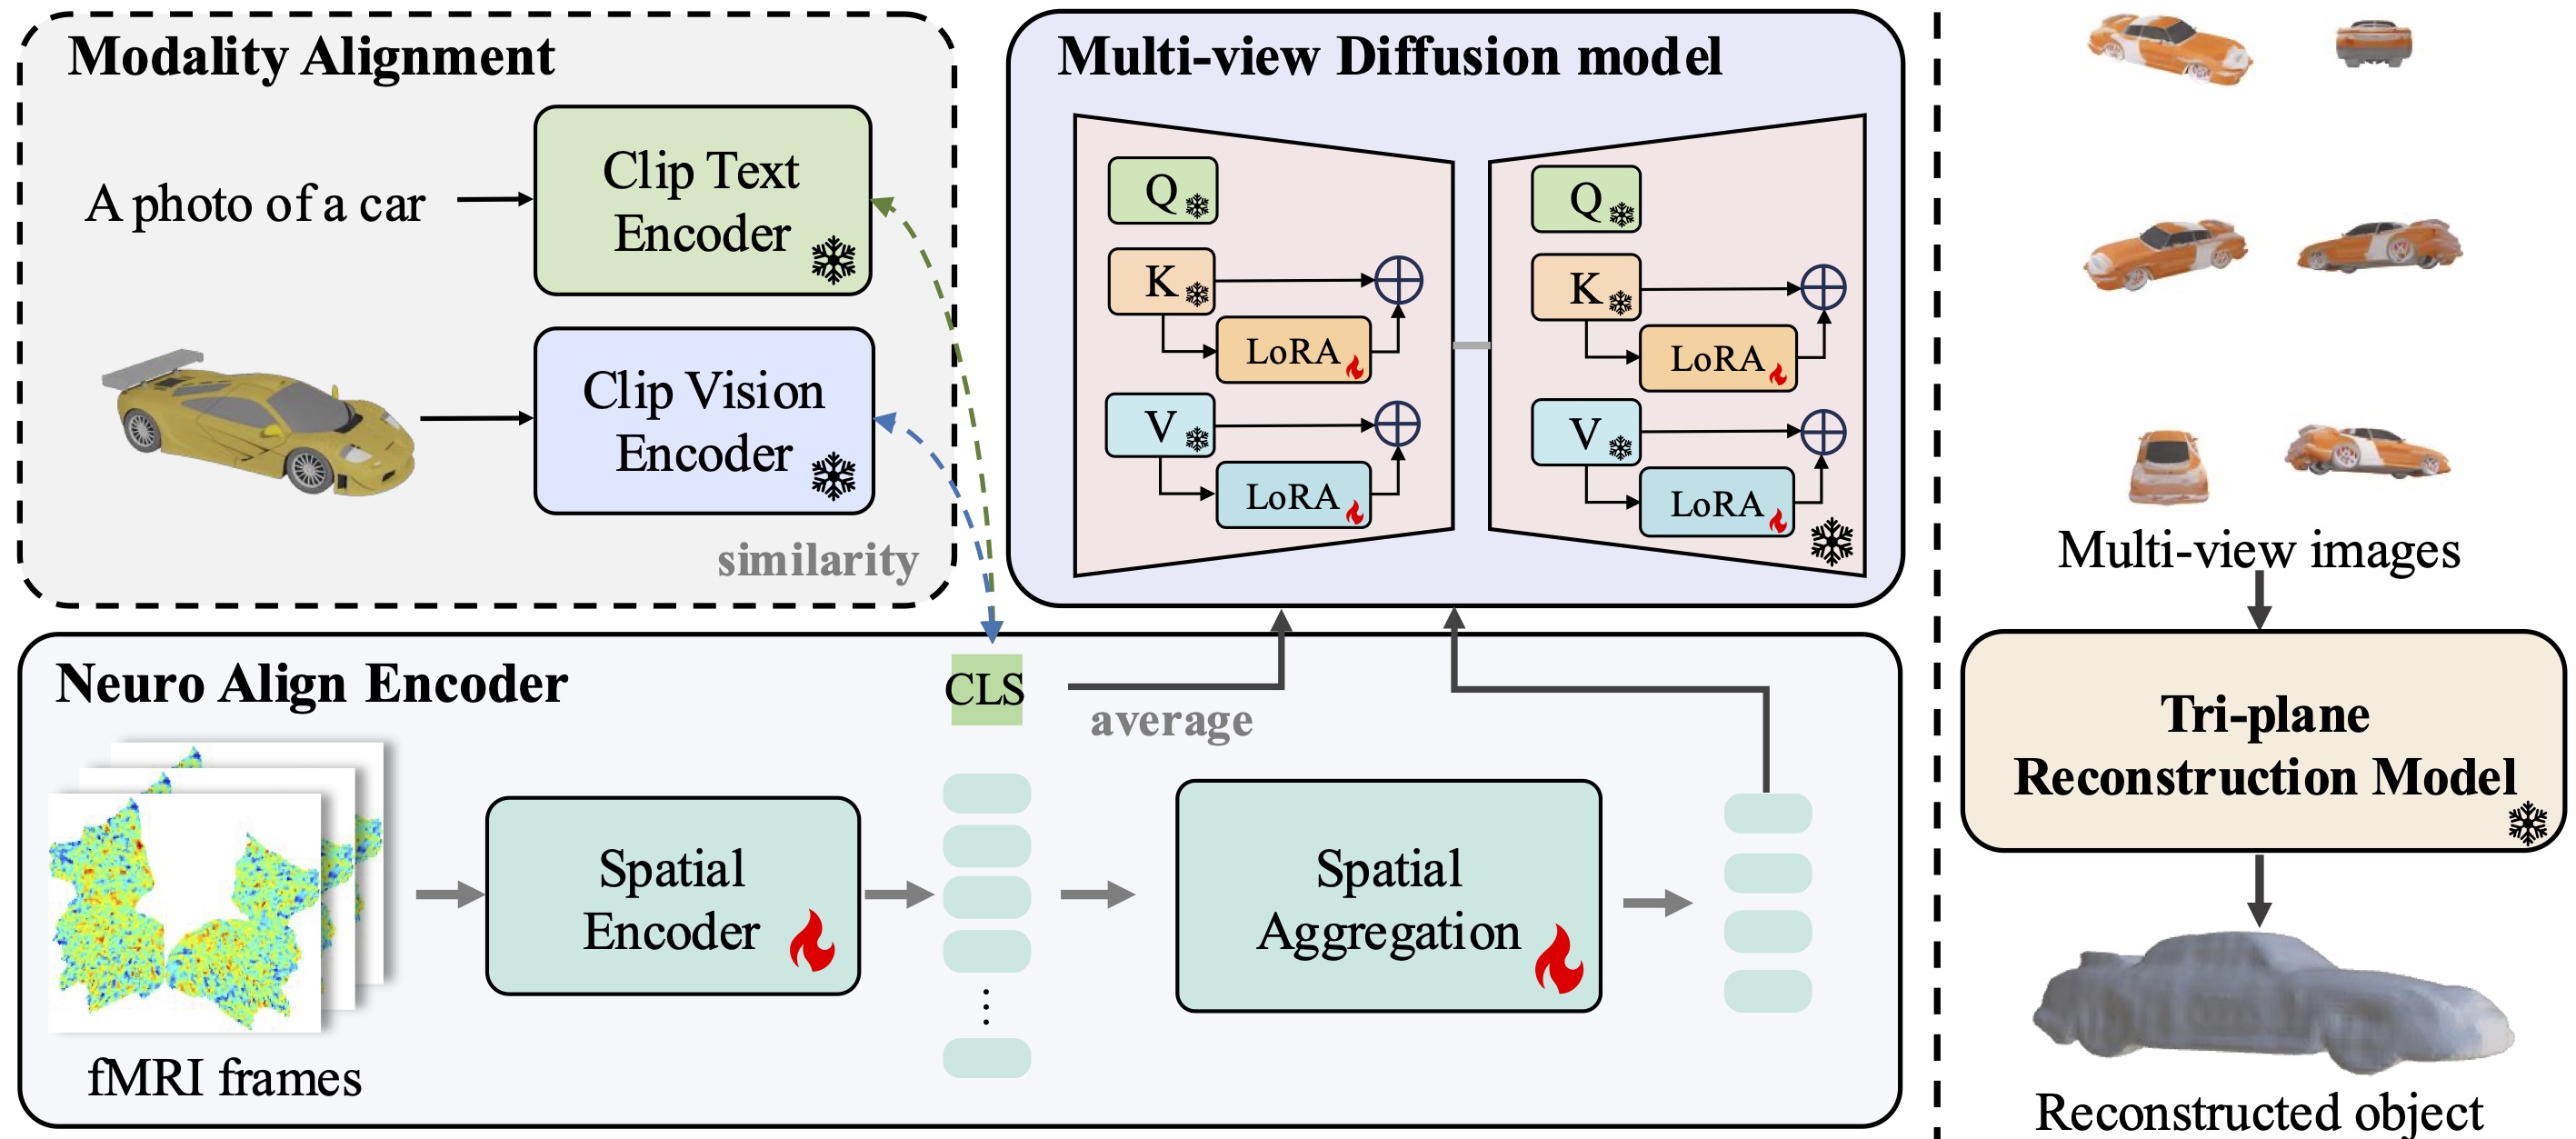 Modality Alignment
A photo of a car
Clip Text
Encoder
Clip Vision
Encoder
similarity
Multi-view Diffusion model
Q
K
LoRA
V
LoRA
Q
K
LoRA
V
LoRA
Neuro Align Encoder
fMRI frames
Spatial
Encoder
CLS
average
Spatial
Aggregation
Multi-view images
Tri-plane
Reconstruction Model
Reconstructed object